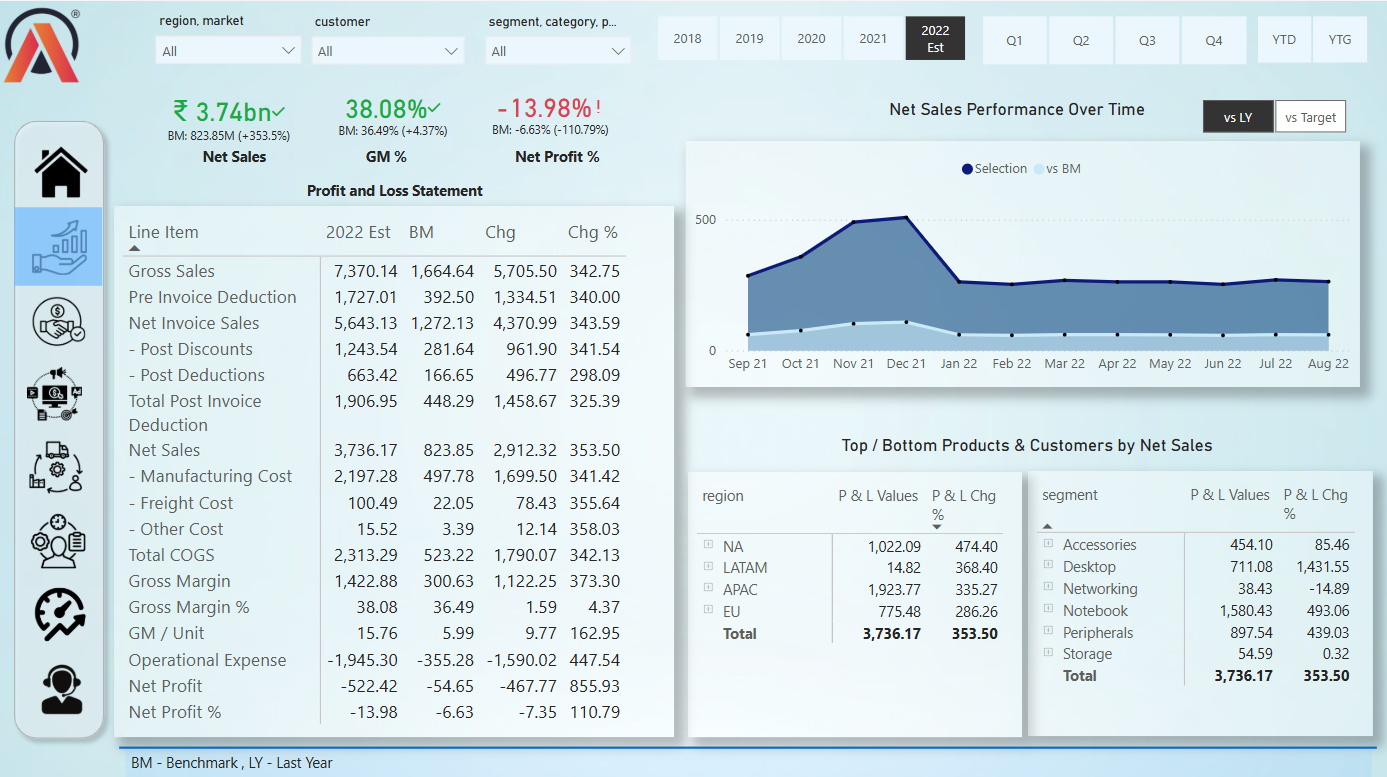 ®
region, market
customer
segment, category, p...
All
All
All
2018
2019
2020
2021
2022 Est
Q1
Q2
Q3
Q4
YTD
YTG
₹ 3.74bn✓
BM: 823.85M (+353.5%)
Net Sales
38.08%✓
BM: 36.49% (+4.37%)
GM %
-13.98%!
BM: -6.63% (-110.79%)
Net Profit %
Net Sales Performance Over Time
vs LY
vs Target
Selection
vs BM
500
0
Sep 21 Oct 21 Nov 21 Dec 21 Jan 22 Feb 22 Mar 22 Apr 22 May 22 Jun 22 Jul 22 Aug 22
Profit and Loss Statement
Line Item 2022 Est BM Chg Chg %
Gross Sales 7,370.14 1,664.64 5,705.50 342.75
Pre Invoice Deduction 1,727.01 392.50 1,334.51 340.00
Net Invoice Sales 5,643.13 1,272.13 4,370.99 343.59
- Post Discounts 1,243.54 281.64 961.90 341.54
- Post Deductions 663.42 166.65 496.77 298.09
Total Post Invoice Deduction 1,906.95 448.29 1,458.67 325.39
Net Sales 3,736.17 823.85 2,912.32 353.50
- Manufacturing Cost 2,197.28 497.78 1,699.50 341.42
- Freight Cost 100.49 22.05 78.43 355.64
- Other Cost 15.52 3.39 12.14 358.03
Total COGS 2,313.29 523.22 1,790.07 342.13
Gross Margin 1,422.88 300.63 1,122.25 373.30
Gross Margin % 38.08 36.49 1.59 4.37
GM / Unit 15.76 5.99 9.77 162.95
Operational Expense -1,945.30 -355.28 -1,590.02 447.54
Net Profit -522.42 -54.65 -467.77 855.93
Net Profit % -13.98 -6.63 -7.35 110.79
Top / Bottom Products & Customers by Net Sales
region P & L Values P & L Chg %
NA 1,022.09 474.40
LATAM 14.82 368.40
APAC 1,923.77 335.27
EU 775.48 286.26
Total 3,736.17 353.50
segment P & L Values P & L Chg %
Accessories 454.10 85.46
Desktop 711.08 1,431.55
Networking 38.43 -14.89
Notebook 1,580.43 493.06
Peripherals 897.54 439.03
Storage 54.59 0.32
Total 3,736.17 353.50
BM - Benchmark , LY - Last Year